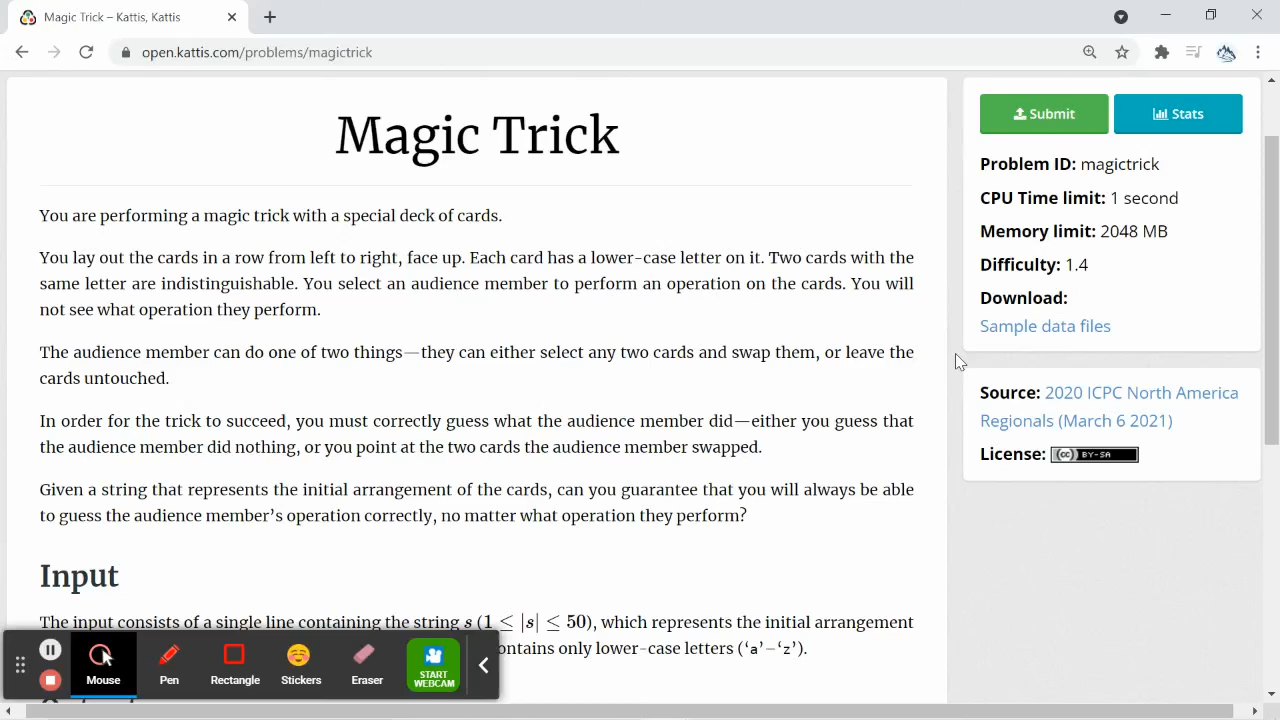 Magic Trick – Kattis, Kattis
open.kattis.com/problems/magictrick
Magic Trick
You are performing a magic trick with a special deck of cards.
You lay out the cards in a row from left to right, face up. Each card has a lower-case letter on it. Two cards with the
same letter are indistinguishable. You select an audience member to perform an operation on the cards. You will
not see what operation they perform.
The audience member can do one of two things—they can either select any two cards and swap them, or leave the
cards untouched.
In order for the trick to succeed, you must correctly guess what the audience member did—either you guess that
the audience member did nothing, or you point at the two cards the audience member swapped.
Given a string that represents the initial arrangement of the cards, can you guarantee that you will always be able
to guess the audience member’s operation correctly, no matter what operation they perform?
Input
The input consists of a single line containing the string s (1 ≤ |s| ≤ 50), which represents the initial arrangement
ontains only lower-case letters (‘a’–‘z’).
Submit
Stats
Problem ID: magictrick
CPU Time limit: 1 second
Memory limit: 2048 MB
Difficulty: 1.4
Download:
Sample data files
Source: 2020 ICPC North America
Regionals (March 6 2021)
License: (cc) BY-SA
Mouse
Pen
Rectangle
Stickers
Eraser
START
WEBCAM